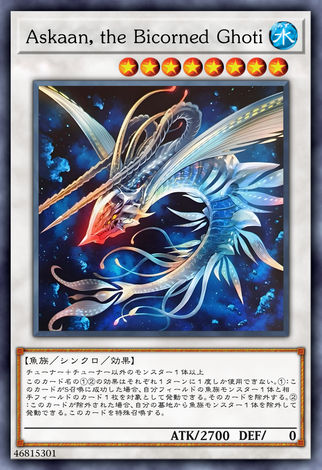 Askaan, the Bicorned Ghoti
水
【魚族／シンクロ／効果】
チューナー＋チューナー以外のモンスター１体以上
このカード名の①②の効果はそれぞれ１ターンに１度しか使用できない。①：こ
のカードがS召喚に成功した場合、自分フィールドの魚族モンスター１体と相
手フィールドのカード１枚を対象として発動できる。そのカードを除外する。②
：このカードが除外された場合、自分の墓地から魚族モンスター１体を除外して
発動できる。このカードを特殊召喚する。
ATK/2700 DEF/ 0
46815301